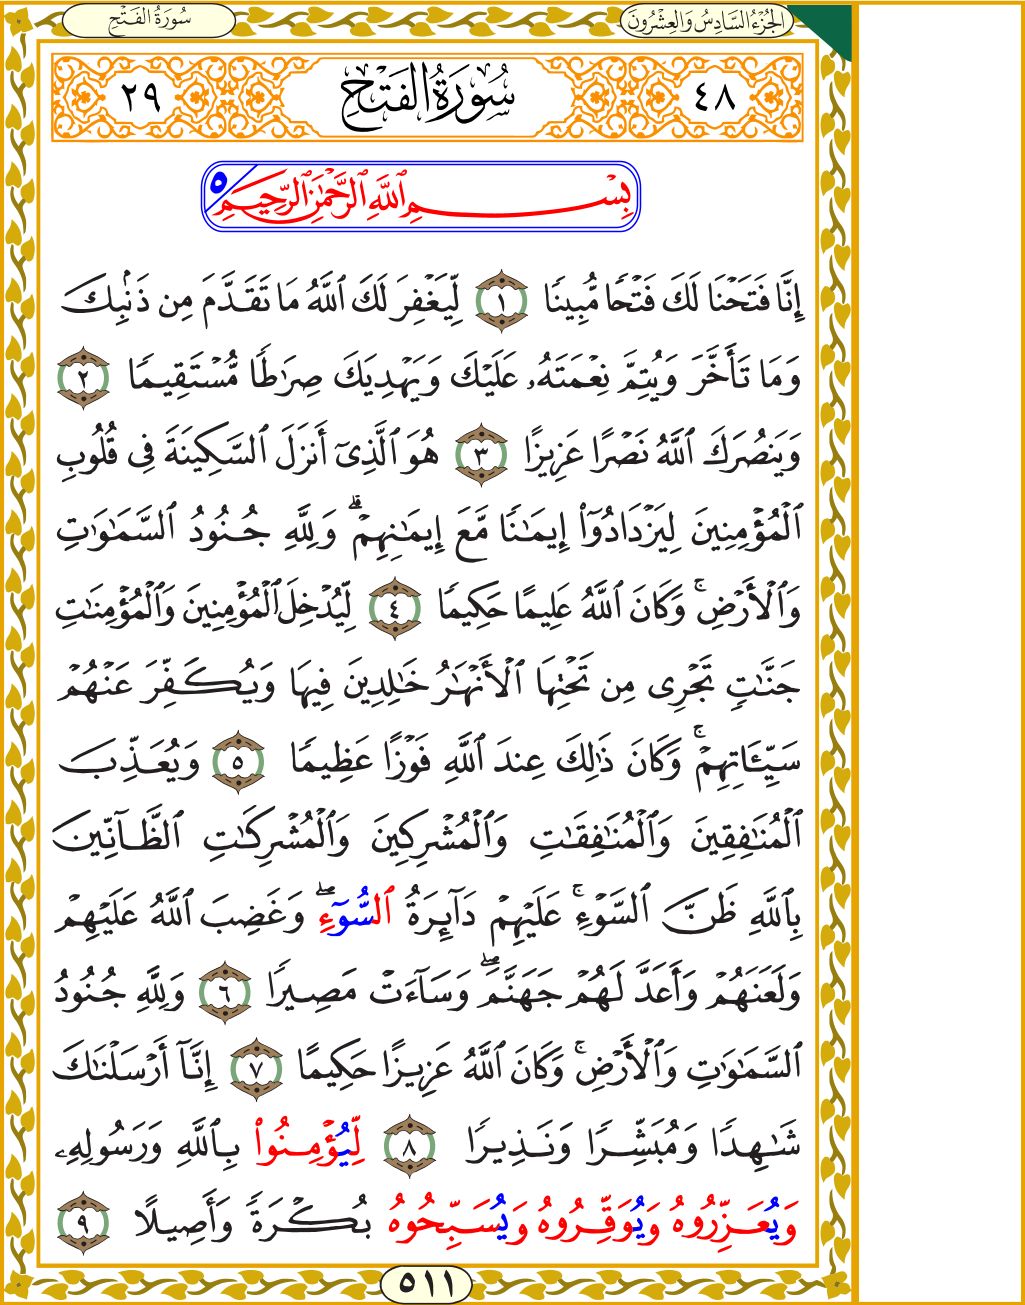 الجُزْءُ السَّادِسُ وَالعِشْرُونَ سُورَةُ الفَتْحِ
٤٨ سُورَةُ الفَتْحِ ٢٩
بِسْمِ ٱللَّهِ ٱلرَّحْمَٰنِ ٱلرَّحِيمِ ٥
إِنَّا فَتَحْنَا لَكَ فَتْحًا مُّبِينًا ١ لِّيَغْفِرَ لَكَ ٱللَّهُ مَا تَقَدَّمَ مِن ذَنۢبِكَ
وَمَا تَأَخَّرَ وَيُتِمَّ نِعْمَتَهُۥ عَلَيْكَ وَيَهْدِيَكَ صِرَٰطًا مُّسْتَقِيمًا ٢
وَيَنصُرَكَ ٱللَّهُ نَصْرًا عَزِيزًا ٣ هُوَ ٱلَّذِىٓ أَنزَلَ ٱلسَّكِينَةَ فِى قُلُوبِ
ٱلْمُؤْمِنِينَ لِيَزْدَادُوٓا۟ إِيمَٰنًا مَّعَ إِيمَٰنِهِمْ ۗ وَلِلَّهِ جُنُودُ ٱلسَّمَٰوَٰتِ
وَٱلْأَرْضِ ۚ وَكَانَ ٱللَّهُ عَلِيمًا حَكِيمًا ٤ لِّيُدْخِلَ ٱلْمُؤْمِنِينَ وَٱلْمُؤْمِنَٰتِ
جَنَّٰتٍ تَجْرِى مِن تَحْتِهَا ٱلْأَنْهَٰرُ خَٰلِدِينَ فِيهَا وَيُكَفِّرَ عَنْهُمْ
سَيِّـَٔاتِهِمْ ۚ وَكَانَ ذَٰلِكَ عِندَ ٱللَّهِ فَوْزًا عَظِيمًا ٥ وَيُعَذِّبَ
ٱلْمُنَٰفِقِينَ وَٱلْمُنَٰفِقَٰتِ وَٱلْمُشْرِكِينَ وَٱلْمُشْرِكَٰتِ ٱلظَّآنِّينَ
بِٱللَّهِ ظَنَّ ٱلسَّوْءِ ۚ عَلَيْهِمْ دَآئِرَةُ ٱلسُّوٓءِ ۖ وَغَضِبَ ٱللَّهُ عَلَيْهِمْ
وَلَعَنَهُمْ وَأَعَدَّ لَهُمْ جَهَنَّمَ ۖ وَسَآءَتْ مَصِيرًا ٦ وَلِلَّهِ جُنُودُ
ٱلسَّمَٰوَٰتِ وَٱلْأَرْضِ ۚ وَكَانَ ٱللَّهُ عَزِيزًا حَكِيمًا ٧ إِنَّآ أَرْسَلْنَٰكَ
شَٰهِدًا وَمُبَشِّرًا وَنَذِيرًا ٨ لِّيُؤْمِنُوا۟ بِٱللَّهِ وَرَسُولِهِۦ
وَيُعَزِّرُوهُ وَيُوَقِّرُوهُ وَيُسَبِّحُوهُ بُكْرَةً وَأَصِيلًا ٩
٥١١